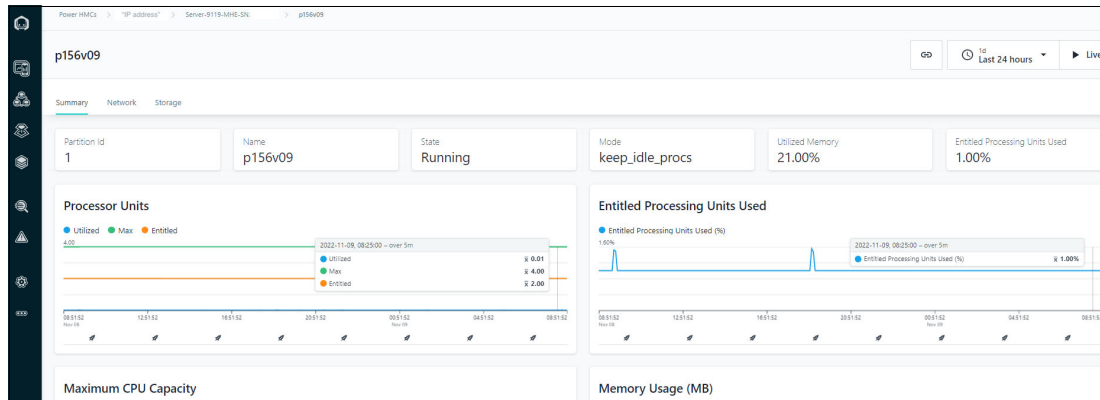 Power HMCs > "IP address" > Server-9119-MHE-SN: > p156v09
p156v09
1d
Last 24 hours
Live
Summary Network Storage
Partition Id
1
Name
p156v09
State
Running
Mode
keep_idle_procs
Utilized Memory
21.00%
Entitled Processing Units Used
1.00%
Processor Units
Utilized Max Entitled
4.00
2022-11-09, 08:25:00 – over 5m
Utilized x̄ 0.01
Max x̄ 4.00
Entitled x̄ 2.00
08:51:52 12:51:52 16:51:52 20:51:52 00:51:52 04:51:52 08:51:52
Nov 08 Nov 09
Entitled Processing Units Used
Entitled Processing Units Used (%)
1.60%
2022-11-09, 08:25:00 – over 5m
Entitled Processing Units Used (%) x̄ 1.00%
08:51:52 12:51:52 16:51:52 20:51:52 00:51:52 04:51:52 08:51:5
Nov 08 Nov 09
Maximum CPU Capacity
Memory Usage (MB)